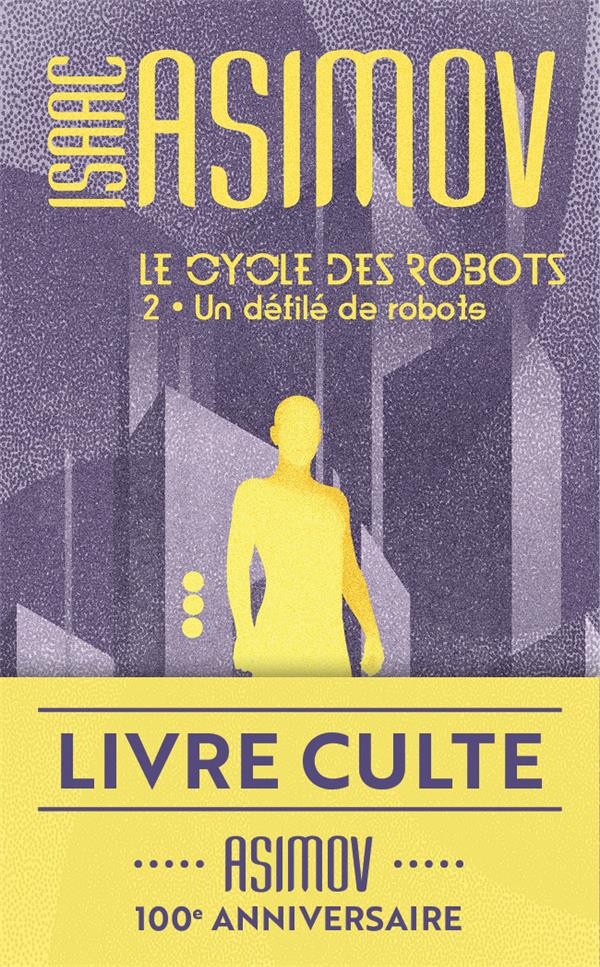 ISAAC ASIMOV
LE CYCLE DES ROBOTS
2 • Un défilé de robots
LIVRE CULTE
••••• ASIMOV •••••
100e ANNIVERSAIRE